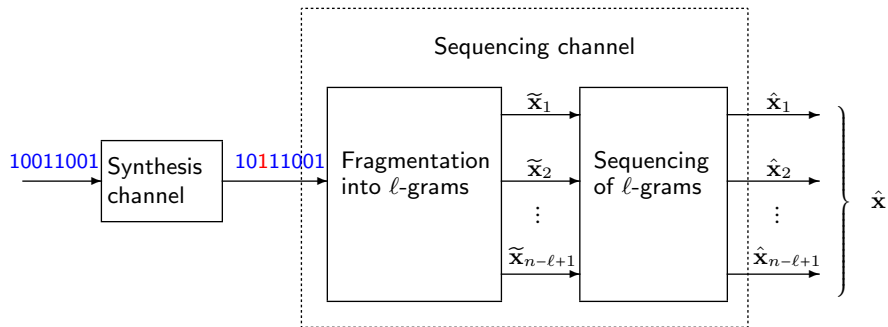 Sequencing channel
10011001
Synthesis
channel
10111001
Fragmentation
into ℓ-grams
x̃₁
x̃₂
⋮
x̃ₙ₋ℓ₊₁
Sequencing
of ℓ-grams
x̂₁
x̂₂
⋮
x̂ₙ₋ℓ₊₁
x̂